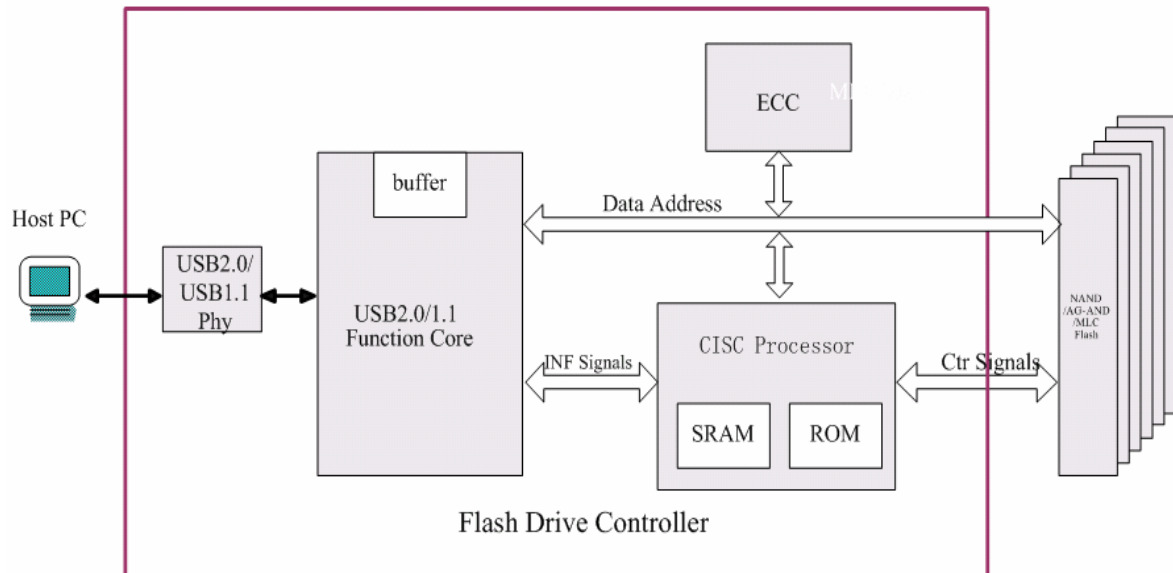 Host PC
USB2.0/
USB1.1
Phy
buffer
USB2.0/1.1
Function Core
ECC
Data Address
INF Signals
CISC Processor
SRAM
ROM
Ctr Signals
NAND
/AG-AND
/MLC
Flash
Flash Drive Controller